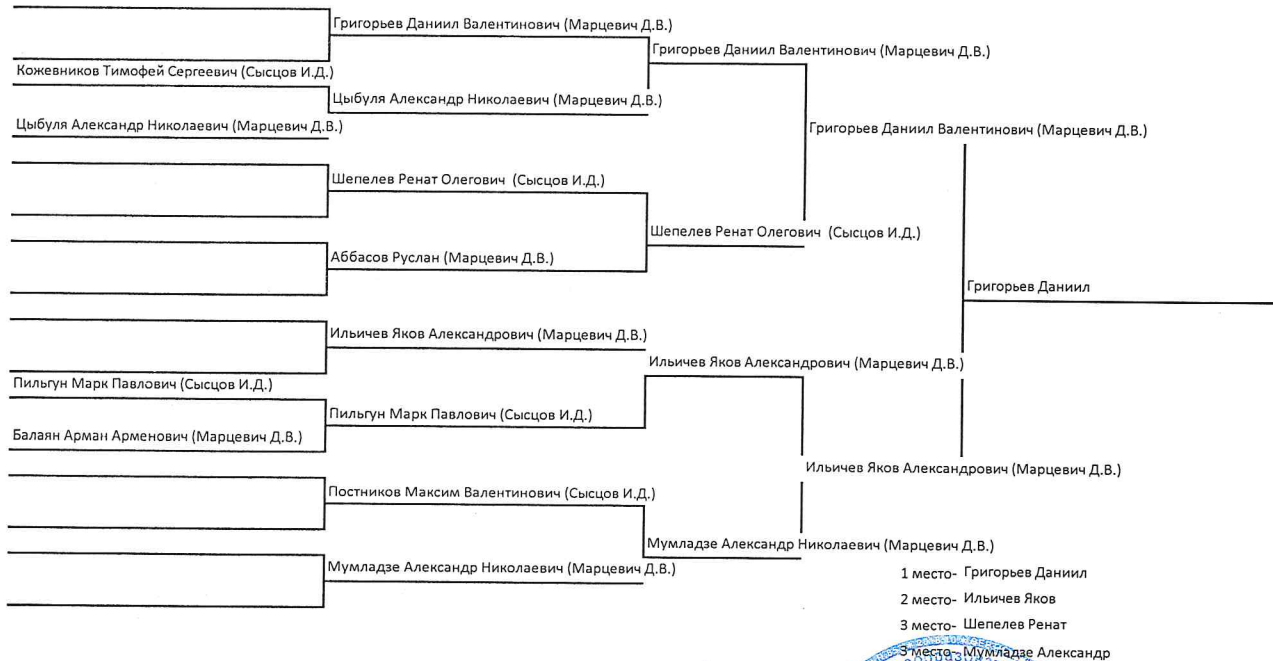 Григорьев Даниил Валентинович (Марцевич Д.В.)
Григорьев Даниил Валентинович (Марцевич Д.В.)
Кожевников Тимофей Сергеевич (Сысцов И.Д.)
Цыбуля Александр Николаевич (Марцевич Д.В.)
Цыбуля Александр Николаевич (Марцевич Д.В.)
Григорьев Даниил Валентинович (Марцевич Д.В.)
Шепелев Ренат Олегович (Сысцов И.Д.)
Шепелев Ренат Олегович (Сысцов И.Д.)
Аббасов Руслан (Марцевич Д.В.)
Григорьев Даниил
Ильичев Яков Александрович (Марцевич Д.В.)
Ильичев Яков Александрович (Марцевич Д.В.)
Пильгун Марк Павлович (Сысцов И.Д.)
Пильгун Марк Павлович (Сысцов И.Д.)
Балаян Арман Арменович (Марцевич Д.В.)
Ильичев Яков Александрович (Марцевич Д.В.)
Постников Максим Валентинович (Сысцов И.Д.)
Мумладзе Александр Николаевич (Марцевич Д.В.)
Мумладзе Александр Николаевич (Марцевич Д.В.)
1 место- Григорьев Даниил
2 место- Ильичев Яков
3 место- Шепелев Ренат
3 место- Мумладзе Александр